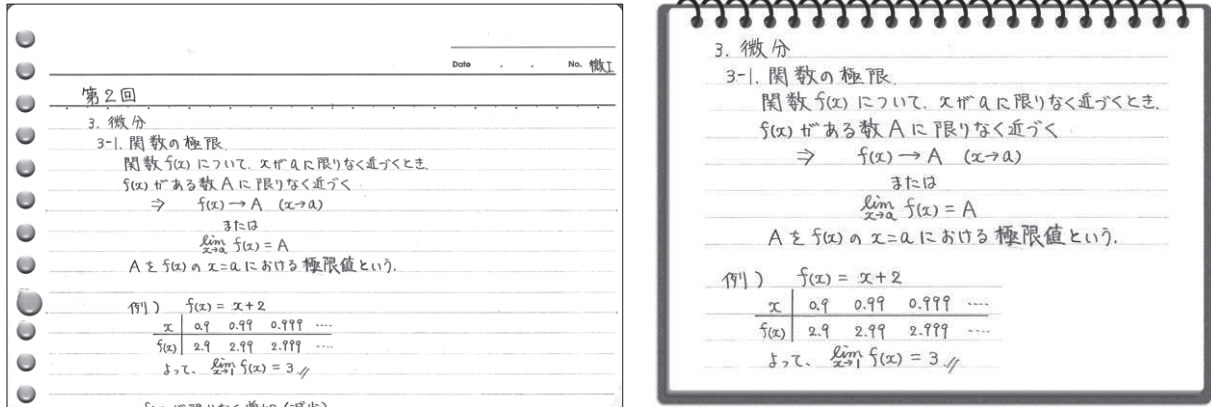 Date . . No. 微I
第2回
3. 微分
3-1. 関数の極限.
関数f(x)について、xがaに限りなく近づくとき、
f(x)がある数Aに限りなく近づく
⇒ f(x)→A (x→a)
または
lim x→a f(x) = A
Aをf(x)のx=aにおける極限値という.
例) f(x) = x+2
x 0.9 0.99 0.999 ....
f(x) 2.9 2.99 2.999 ....
よって、 lim x→1 f(x) = 3 //
3. 微分
3-1. 関数の極限.
関数f(x)について、xがaに限りなく近づくとき、
f(x)がある数Aに限りなく近づく
⇒ f(x)→A (x→a)
または
lim x→a f(x) = A
Aをf(x)のx=aにおける極限値という.
例) f(x) = x+2
x 0.9 0.99 0.999 ....
f(x) 2.9 2.99 2.999 ....
よって、 lim x→1 f(x) = 3 //